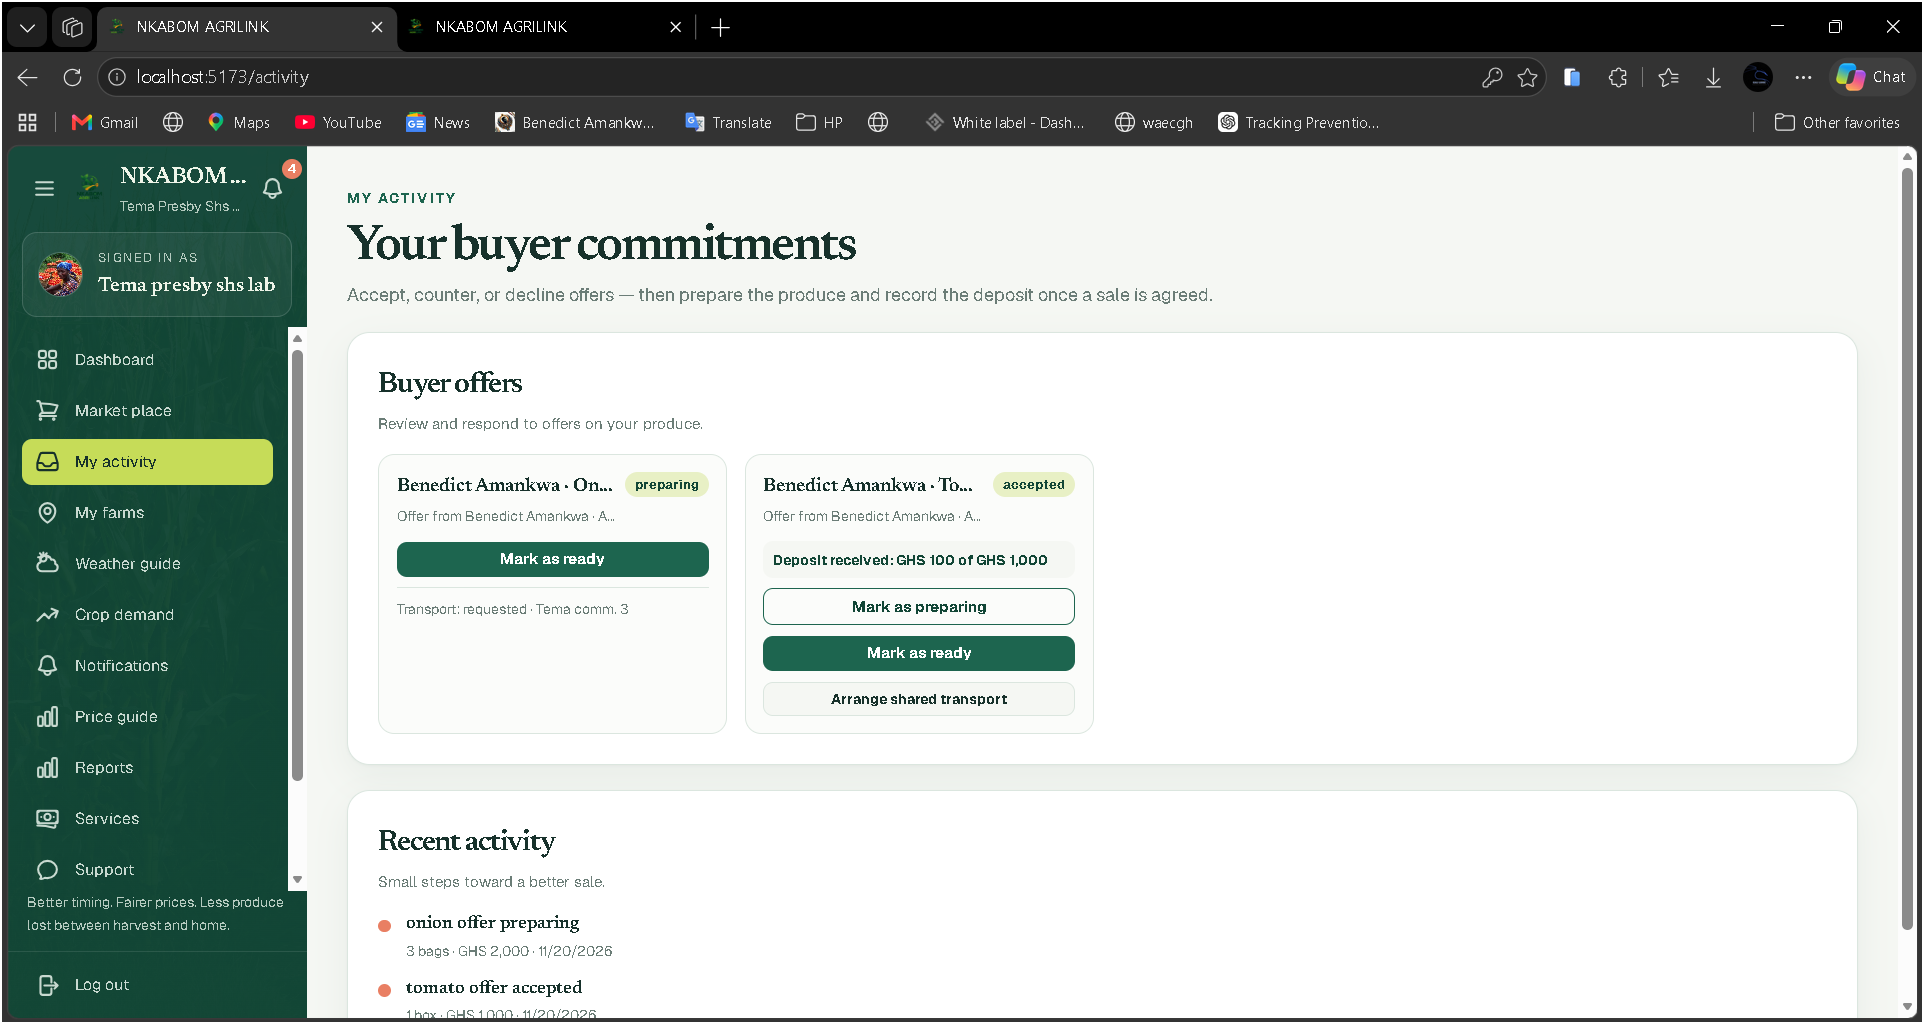 NKABOM AGRILINK
NKABOM AGRILINK
localhost:5173/activity
Chat
Gmail
Maps
YouTube
News
Benedict Amankw...
Translate
HP
White label - Dash...
waecgh
Tracking Preventio...
Other favorites
NKABOM...
4
Tema Presby Shs ...
SIGNED IN AS
Tema presby shs lab
Dashboard
Market place
My activity
My farms
Weather guide
Crop demand
Notifications
Price guide
Reports
Services
Support
Better timing. Fairer prices. Less produce
lost between harvest and home.
Log out
MY ACTIVITY
Your buyer commitments
Accept, counter, or decline offers — then prepare the produce and record the deposit once a sale is agreed.
Buyer offers
Review and respond to offers on your produce.
Benedict Amankwa · On... preparing
Offer from Benedict Amankwa · A...
Mark as ready
Transport: requested · Tema comm. 3
Benedict Amankwa · To... accepted
Offer from Benedict Amankwa · A...
Deposit received: GHS 100 of GHS 1,000
Mark as preparing
Mark as ready
Arrange shared transport
Recent activity
Small steps toward a better sale.
onion offer preparing
3 bags · GHS 2,000 · 11/20/2026
tomato offer accepted
1 box · GHS 1,000 · 11/20/2026